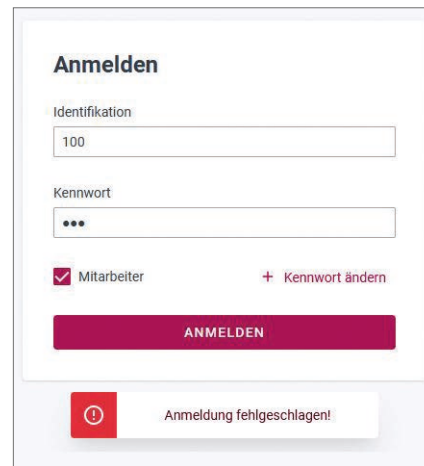 Anmelden
Identifikation
100
Kennwort
•••
Mitarbeiter
+ Kennwort ändern
ANMELDEN
Anmeldung fehlgeschlagen!